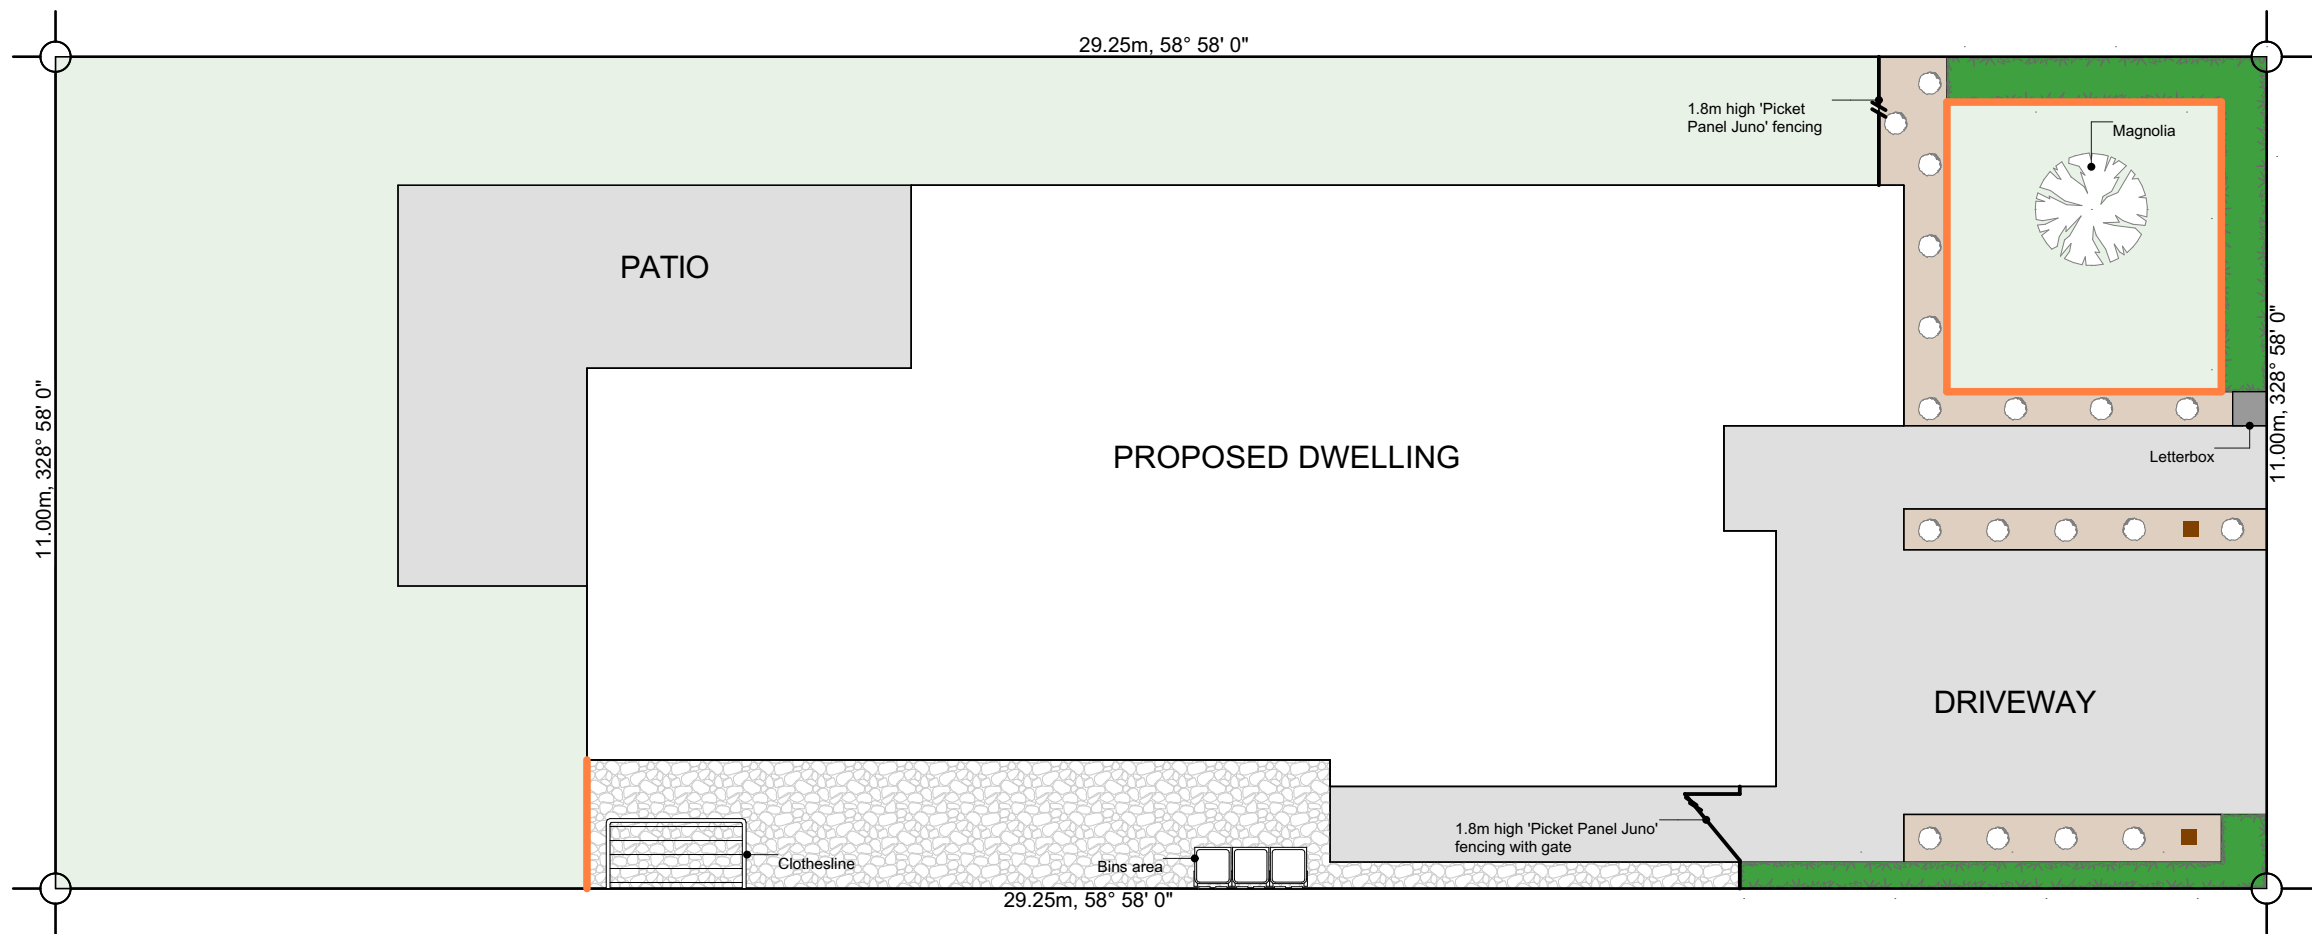 29.25m, 58° 58' 0"
1.8m high 'Picket
Panel Juno' fencing
Magnolia
PATIO
11.00m, 328° 58' 0"
11.00m, 328° 58' 0"
PROPOSED DWELLING
Letterbox
DRIVEWAY
1.8m high 'Picket Panel Juno'
fencing with gate
Clothesline
Bins area
29.25m, 58° 58' 0"